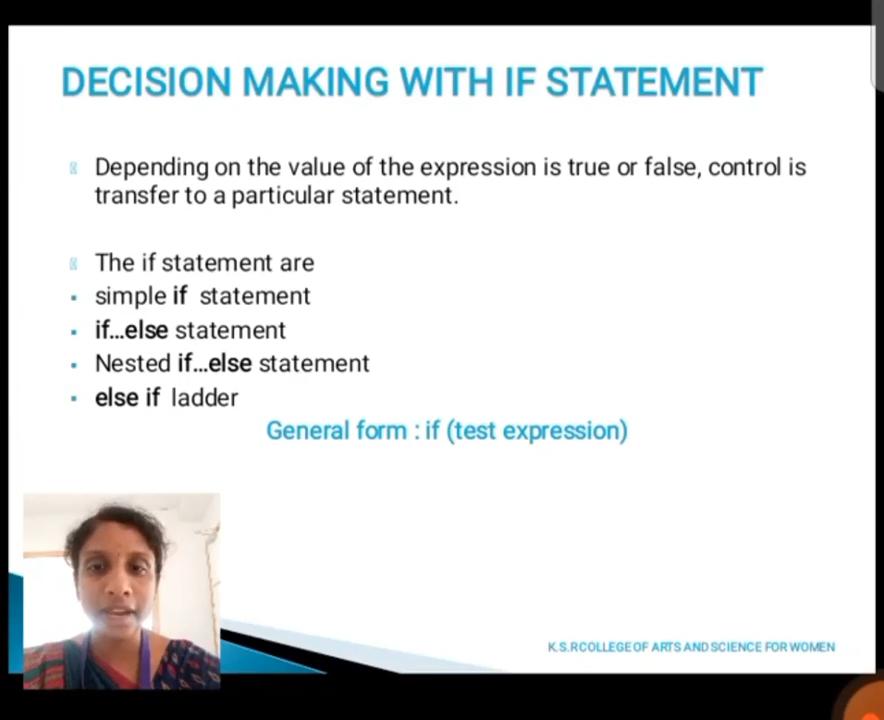 DECISION MAKING WITH IF STATEMENT
Depending on the value of the expression is true or false, control is
transfer to a particular statement.
The if statement are
simple if statement
if...else statement
Nested if...else statement
else if ladder
General form : if (test expression)
K.S.RCOLLEGE OF ARTS AND SCIENCE FOR WOMEN